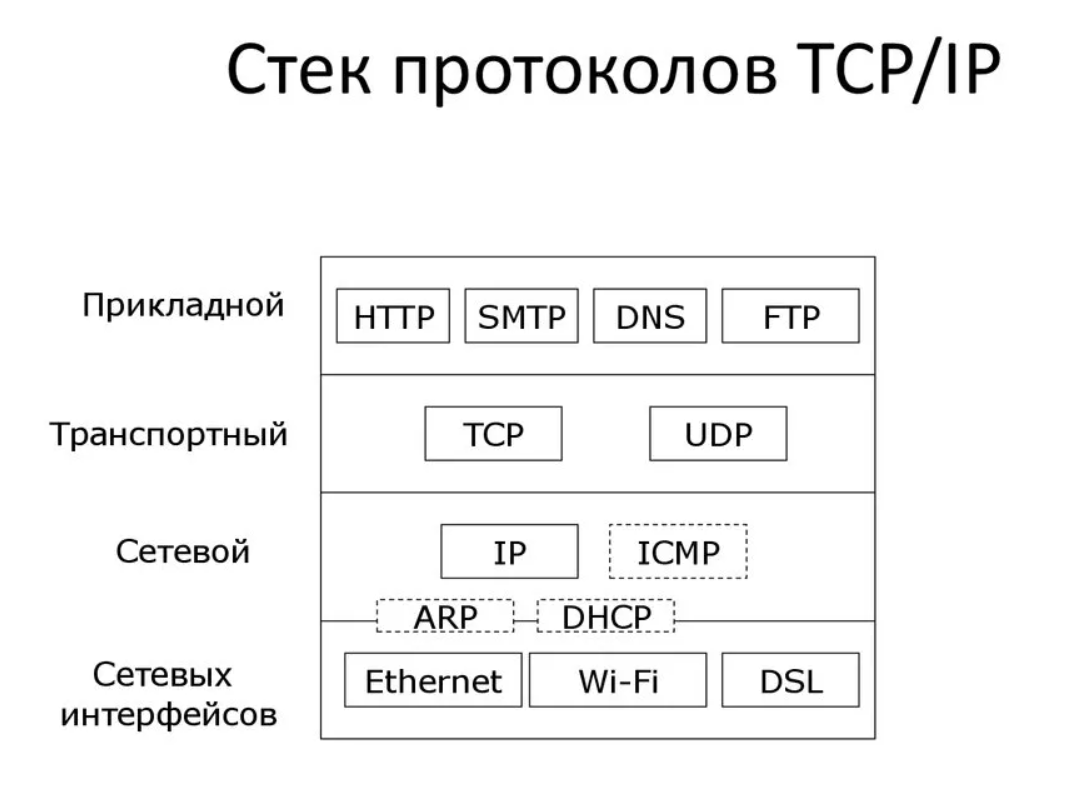 Стек протоколов TCP/IP
Прикладной
HTTP SMTP DNS FTP
Транспортный
TCP UDP
Сетевой
IP ICMP
ARP DHCP
Сетевых
интерфейсов
Ethernet Wi-Fi DSL